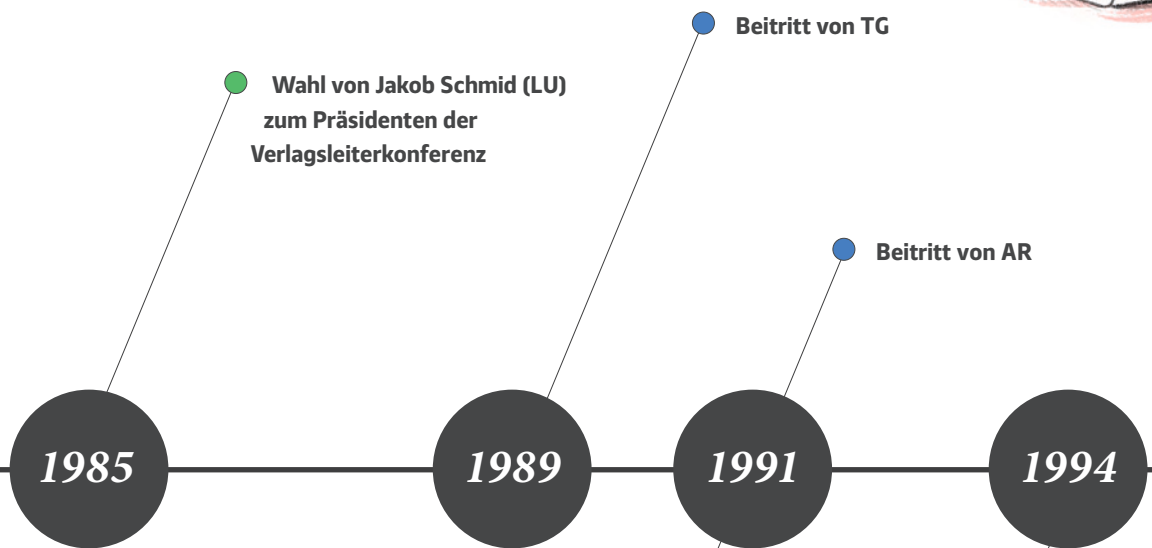 Beitritt von TG
Wahl von Jakob Schmid (LU)
zum Präsidenten der
Verlagsleiterkonferenz
Beitritt von AR
1985
1989
1991
1994